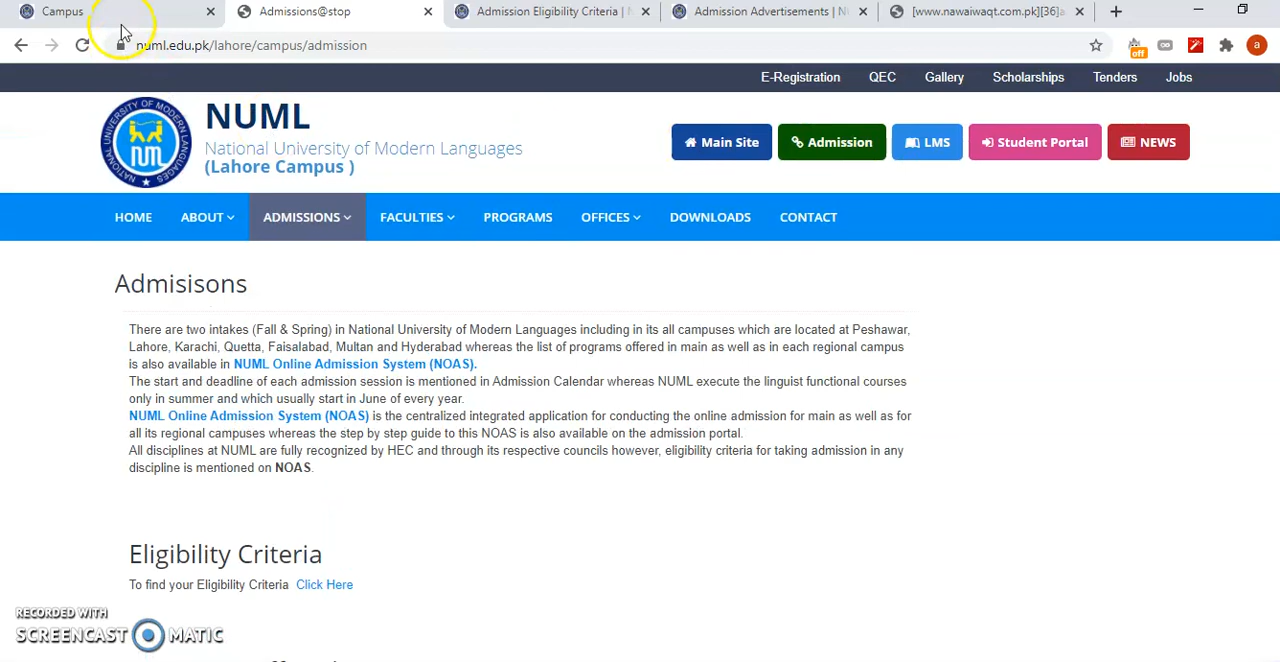 Campus
Admissions@stop
Admission Eligibility Criteria |
Admission Advertisements |
[www.nawaiwaqt.com.pk][36]
numl.edu.pk/lahore/campus/admission
off
a
E-Registration QEC Gallery Scholarships Tenders Jobs
NUML
National University of Modern Languages
(Lahore Campus )
Main Site Admission LMS Student Portal NEWS
HOME ABOUT ADMISSIONS FACULTIES PROGRAMS OFFICES DOWNLOADS CONTACT
Admisisons
There are two intakes (Fall & Spring) in National University of Modern Languages including in its all campuses which are located at Peshawar,
Lahore, Karachi, Quetta, Faisalabad, Multan and Hyderabad whereas the list of programs offered in main as well as in each regional campus
is also available in NUML Online Admission System (NOAS).
The start and deadline of each admission session is mentioned in Admission Calendar whereas NUML execute the linguist functional courses
only in summer and which usually start in June of every year.
NUML Online Admission System (NOAS) is the centralized integrated application for conducting the online admission for main as well as for
all its regional campuses whereas the step by step guide to this NOAS is also available on the admission portal.
All disciplines at NUML are fully recognized by HEC and through its respective councils however, eligibility criteria for taking admission in any
discipline is mentioned on NOAS.
Eligibility Criteria
To find your Eligibility Criteria Click Here
RECORDED WITH
SCREENCAST MATIC